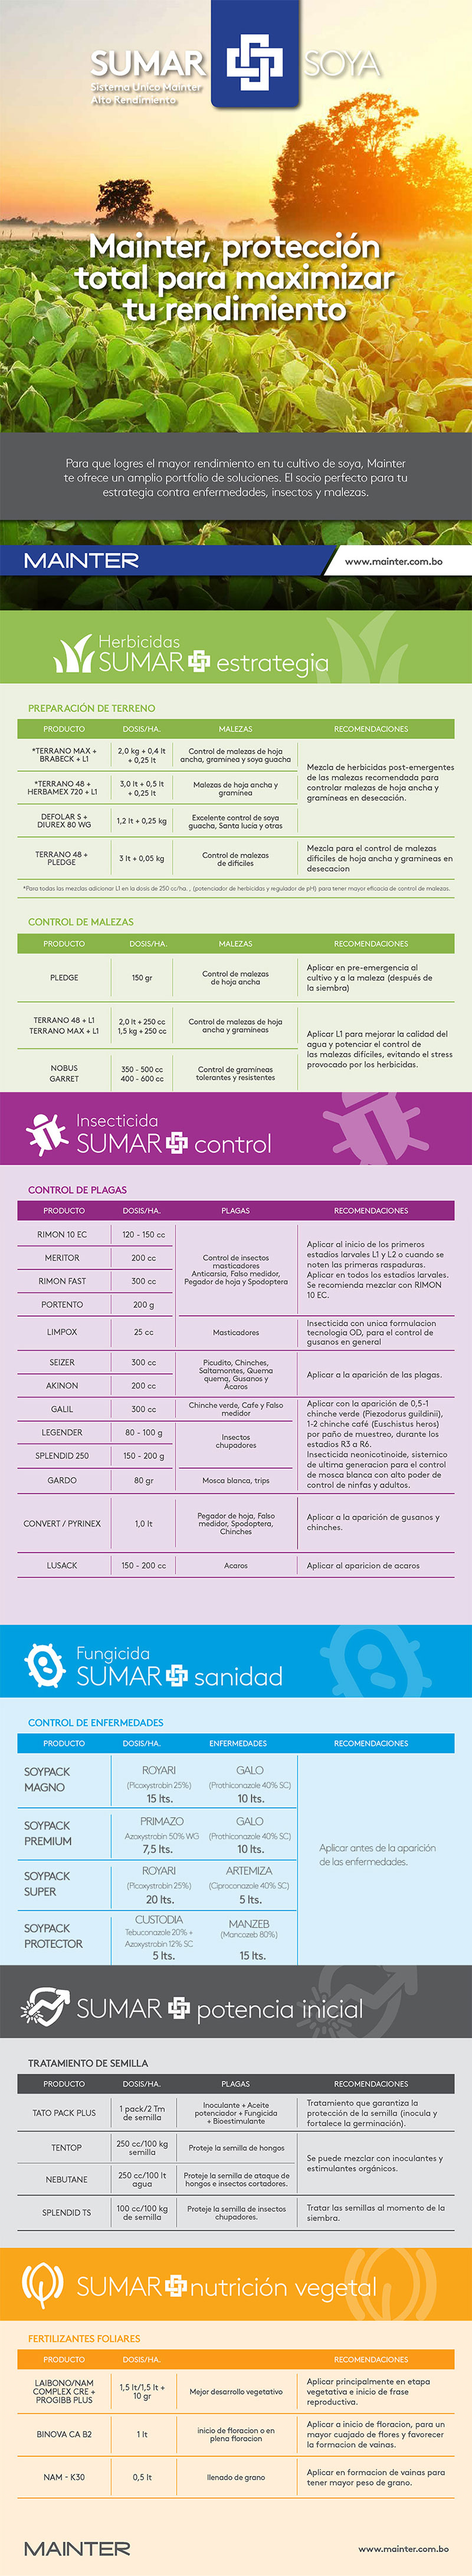 SUMAR SOYA
Sistema Unico Mainter
Alto Rendimiento
Mainter, protección
total para maximizar
tu rendimiento
Para que logres el mayor rendimiento en tu cultivo de soya, Mainter
te ofrece un amplio portfolio de soluciones. El socio perfecto para tu
estrategia contra enfermedades, insectos y malezas.
MAINTER
www.mainter.com.bo
Herbicidas
SUMAR estrategia
PREPARACIÓN DE TERRENO
PRODUCTO DOSIS/HA. MALEZAS RECOMENDACIONES
*TERRANO MAX +
BRABECK + L1
2,0 kg + 0,4 lt
+ 0,25 lt
Control de malezas de hoja
ancha, graminea y soya guacha
*TERRANO 48 +
HERBAMEX 720 + L1
3,0 lt + 0,5 lt
+ 0,25 lt
Malezas de hoja ancha y
graminea
DEFOLAR S +
DIUREX 80 WG
1,2 lt + 0,25 kg
Excelente control de soya
guacha, Santa lucia y otras
Mezcla de herbicidas post-emergentes
de las malezas recomendada para
controlar malezas de hoja ancha y
gramineas en desecación.
TERRANO 48 +
PLEDGE
3 lt + 0,05 kg
Control de malezas
de dificiles
Mezcla para el control de malezas
dificiles de hoja ancha y gramineas en
desecacion
*Para todas las mezclas adicionar L1 en la dosis de 250 cc/ha. , (potenciador de herbicidas y regulador de pH) para tener mayor eficacia de control de malezas.
CONTROL DE MALEZAS
PRODUCTO DOSIS/HA. MALEZAS RECOMENDACIONES
PLEDGE
150 gr
Control de malezas
de hoja ancha
Aplicar en pre-emergencia al
cultivo y a la maleza (después de
la siembra)
TERRANO 48 + L1
TERRANO MAX + L1
2,0 lt + 250 cc
1,5 kg + 250 cc
Control de malezas de hoja
ancha y gramineas
NOBUS
GARRET
350 - 500 cc
400 - 600 cc
Control de gramineas
tolerantes y resistentes
Aplicar L1 para mejorar la calidad del
agua y potenciar el control de
las malezas dificiles, evitando el stress
provocado por los herbicidas.
Insecticida
SUMAR control
CONTROL DE PLAGAS
PRODUCTO DOSIS/HA. PLAGAS RECOMENDACIONES
RIMON 10 EC 120 - 150 cc
MERITOR 200 cc
RIMON FAST 300 cc
PORTENTO 200 g
Control de insectos
masticadores
Anticarsia, Falso medidor,
Pegador de hoja y Spodoptera
Aplicar al inicio de los primeros
estadios larvales L1 y L2 o cuando se
noten las primeras raspaduras.
Aplicar en todos los estadios larvales.
Se recomienda mezclar con RIMON
10 EC.
LIMPOX 25 cc Masticadores
Insecticida con unica formulacion
tecnologia OD, para el control de
gusanos en general
SEIZER 300 cc
AKINON 200 cc
Picudito, Chinches,
Saltamontes, Quema
quema, Gusanos y
Acaros
Aplicar a la aparición de las plagas.
GALIL 300 cc
Chinche verde, Cafe y Falso
medidor
LEGENDER 80 - 100 g
SPLENDID 250 150 - 200 g
Insectos
chupadores
GARDO 80 gr Mosca blanca, trips
Aplicar con la aparición de 0,5-1
chinche verde (Piezodorus guildinii),
1-2 chinche café (Euschistus heros)
por paño de muestreo, durante los
estadios R3 a R6.
Insecticida neonicotinoide, sistemico
de ultima generacion para el control
de mosca blanca con alto poder de
control de ninfas y adultos.
CONVERT / PYRINEX 1,0 lt
Pegador de hoja, Falso
medidor, Spodoptera,
Chinches
Aplicar a la aparición de gusanos y
chinches.
LUSACK 150 - 200 cc Acaros Aplicar al aparicion de acaros
Fungicida
SUMAR sanidad
CONTROL DE ENFERMEDADES
PRODUCTO DOSIS/HA. ENFERMEDADES RECOMENDACIONES
SOYPACK
MAGNO
ROYARI
(Picoxystrobin 25%)
15 lts.
GALO
(Prothiconazole 40% SC)
10 lts.
SOYPACK
PREMIUM
PRIMAZO
Azoxystrobin 50% WG
7,5 lts.
GALO
(Prothiconazole 40% SC)
10 lts.
SOYPACK
SUPER
ROYARI
(Picoxystrobin 25%)
20 lts.
ARTEMIZA
(Ciproconazole 40% SC)
5 lts.
SOYPACK
PROTECTOR
CUSTODIA
Tebuconazole 20% +
Azoxystrobin 12% SC
5 lts.
MANZEB
(Mancozeb 80%)
15 lts.
Aplicar antes de la aparición
de las enfermedades.
SUMAR potencia inicial
TRATAMIENTO DE SEMILLA
PRODUCTO DOSIS/HA. PLAGAS RECOMENDACIONES
TATO PACK PLUS
1 pack/2 Tm
de semilla
Inoculante + Aceite
potenciador + Fungicida
+ Bioestimulante
Tratamiento que garantiza la
protección de la semilla (inocula y
fortalece la germinación).
TENTOP
250 cc/100 kg
semilla
Proteje la semilla de hongos
NEBUTANE
250 cc/100 lt
agua
Proteje la semilla de ataque de
hongos e insectos cortadores.
Se puede mezclar con inoculantes y
estimulantes orgánicos.
SPLENDID TS
100 cc/100 kg
de semilla
Proteje la semilla de insectos
chupadores.
Tratar las semillas al momento de la
siembra.
SUMAR nutrición vegetal
FERTILIZANTES FOLIARES
PRODUCTO DOSIS/HA. RECOMENDACIONES
LAIBONO/NAM
COMPLEX CRE +
PROGIBB PLUS
1,5 lt/1,5 lt +
10 gr
Mejor desarrollo vegetativo
Aplicar principalmente en etapa
vegetativa e inicio de frase
reproductiva.
BINOVA CA B2
1 lt
inicio de floracion o en
plena floracion
Aplicar a inicio de floracion, para un
mayor cuajado de flores y favorecer
la formacion de vainas.
NAM - K30
0,5 lt
llenado de grano
Aplicar en formacion de vainas para
tener mayor peso de grano.
MAINTER
www.mainter.com.bo